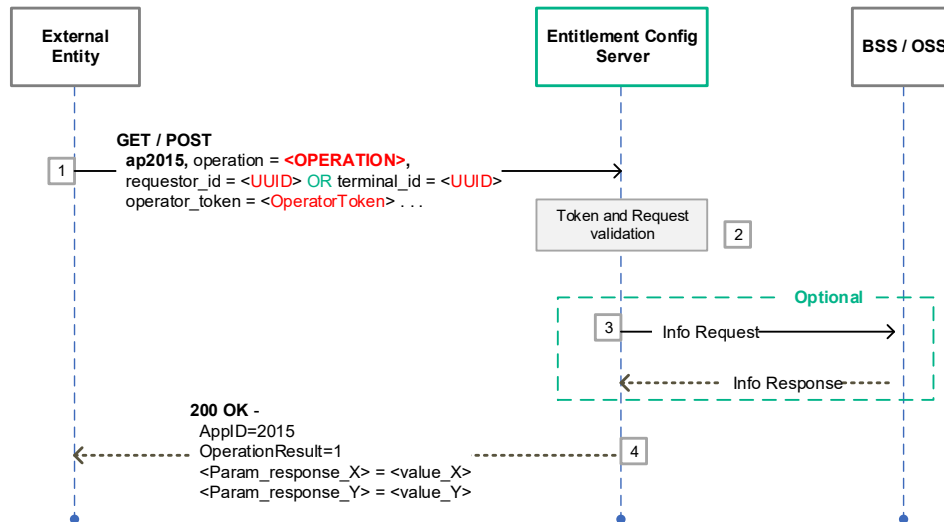 External
Entity
Entitlement Config
Server
BSS / OSS
GET / POST
1
ap2015, operation = <OPERATION>,
requestor_id = <UUID> OR terminal_id = <UUID>
operator_token = <OperatorToken> . . .
Token and Request
validation
2
Optional
3
Info Request
Info Response
200 OK -
AppID=2015
OperationResult=1
4
<Param_response_X> = <value_X>
<Param_response_Y> = <value_Y>